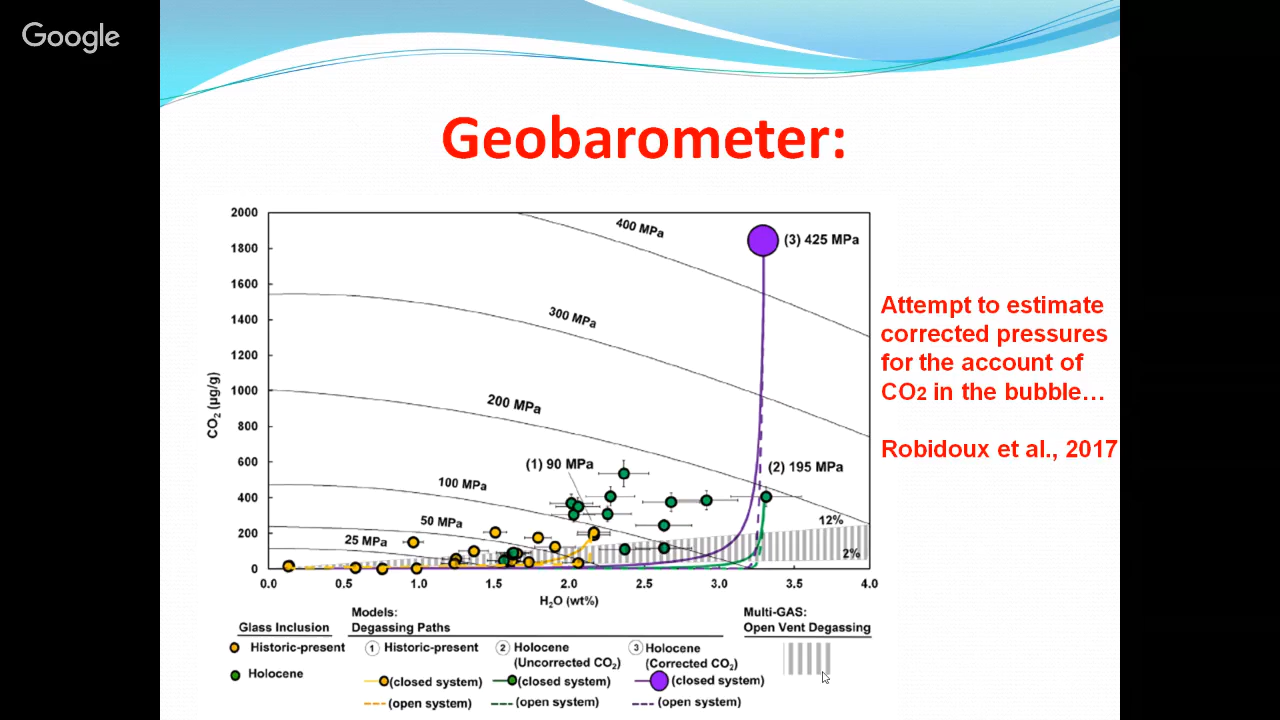 Google
Geobarometer:
2000
1800
1600
1400
1200
1000
800
600
400
200
0
CO2 (µg/g)
400 MPa
(3) 425 MPa
300 MPa
200 MPa
(1) 90 MPa
(2) 195 MPa
100 MPa
50 MPa
25 MPa
12%
2%
0.0 0.5 1.0 1.5 2.0 2.5 3.0 3.5 4.0
H2O (wt%)
Attempt to estimate
corrected pressures
for the account of
CO2 in the bubble…
Robidoux et al., 2017
Glass Inclusion
Historic-present
Holocene
Models:
Degassing Paths
1 Historic-present
(closed system)
(open system)
2 Holocene
(Uncorrected CO2)
(closed system)
(open system)
3 Holocene
(Corrected CO2)
(closed system)
(open system)
Multi-GAS:
Open Vent Degassing